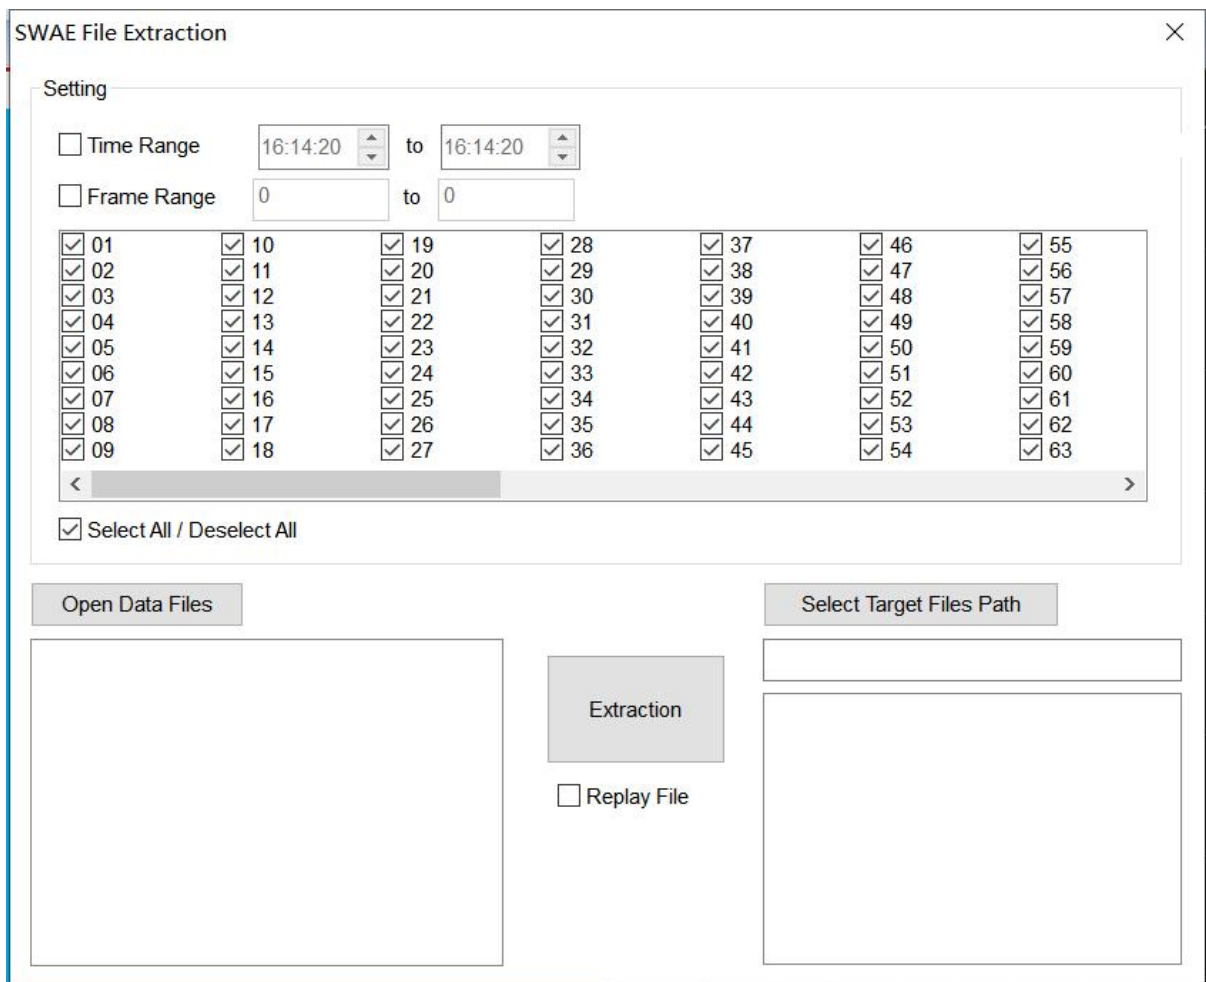 SWAE File Extraction
Setting
Time Range 16:14:20 to 16:14:20
Frame Range 0 to 0
01 10 19 28 37 46 55
02 11 20 29 38 47 56
03 12 21 30 39 48 57
04 13 22 31 40 49 58
05 14 23 32 41 50 59
06 15 24 33 42 51 60
07 16 25 34 43 52 61
08 17 26 35 44 53 62
09 18 27 36 45 54 63
Select All / Deselect All
Open Data Files Select Target Files Path
Extraction
Replay File